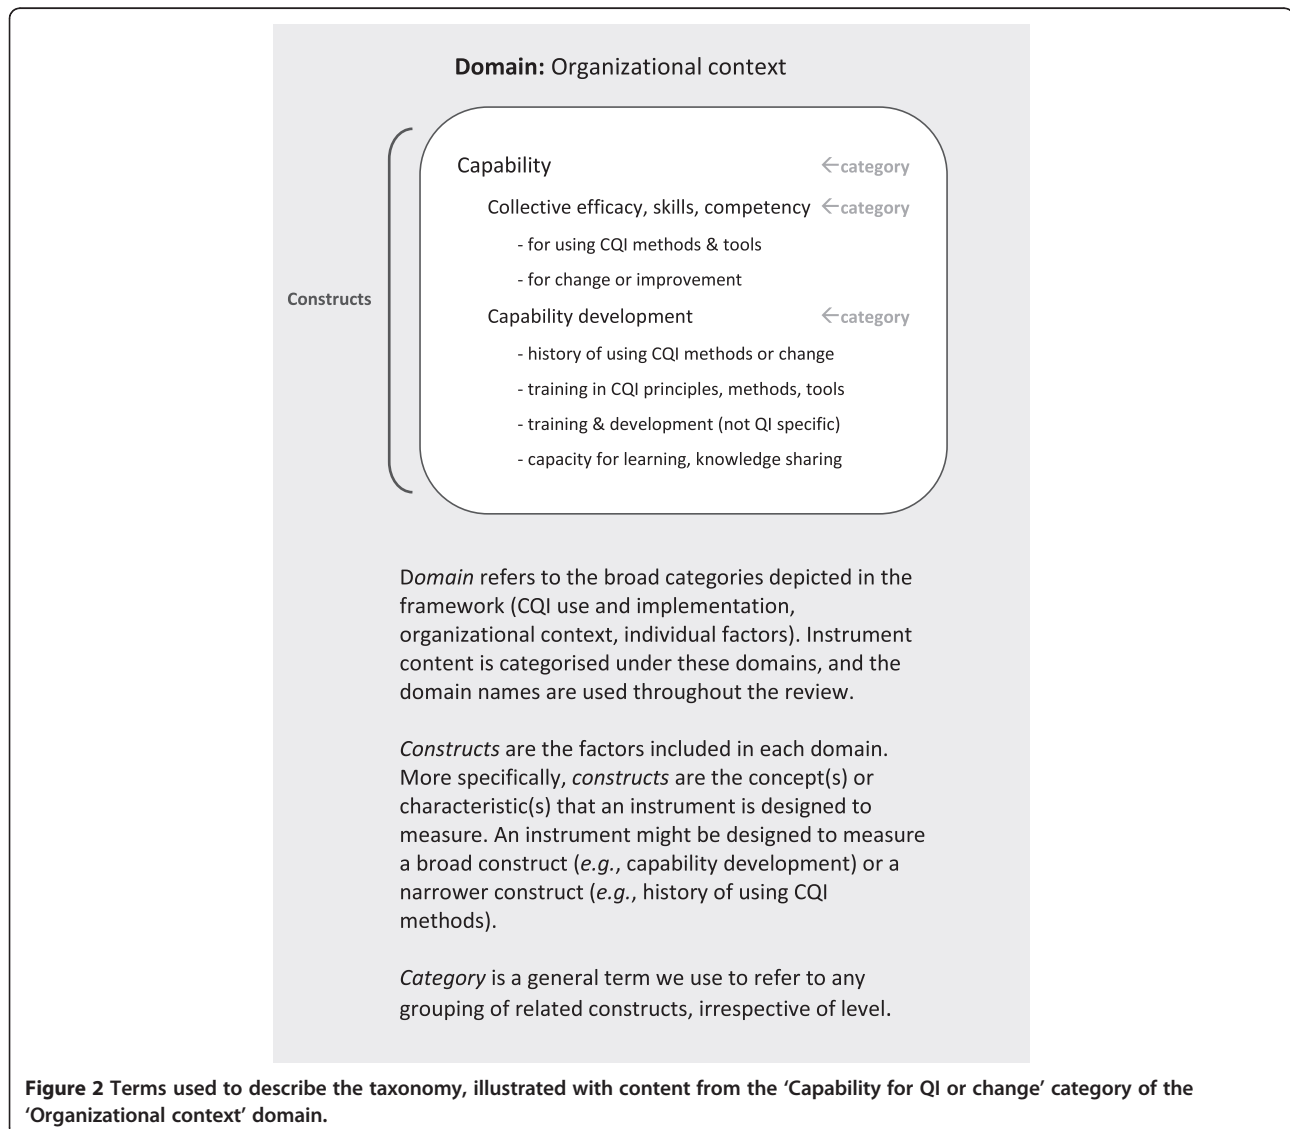 Domain: Organizational context
Capability ←category
Collective efficacy, skills, competency ←category
- for using CQI methods & tools
- for change or improvement
Constructs
Capability development ←category
- history of using CQI methods or change
- training in CQI principles, methods, tools
- training & development (not QI specific)
- capacity for learning, knowledge sharing
Domain refers to the broad categories depicted in the
framework (CQI use and implementation,
organizational context, individual factors). Instrument
content is categorised under these domains, and the
domain names are used throughout the review.
Constructs are the factors included in each domain.
More specifically, constructs are the concept(s) or
characteristic(s) that an instrument is designed to
measure. An instrument might be designed to measure
a broad construct (e.g., capability development) or a
narrower construct (e.g., history of using CQI
methods).
Category is a general term we use to refer to any
grouping of related constructs, irrespective of level.
Figure 2 Terms used to describe the taxonomy, illustrated with content from the ‘Capability for QI or change’ category of the
‘Organizational context’ domain.